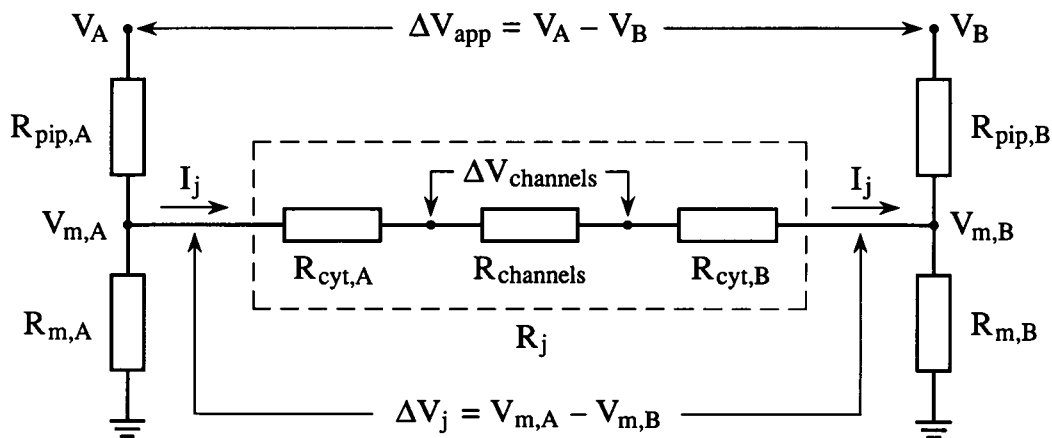 V_A ΔV_app = V_A − V_B V_B
R_pip,A R_pip,B
I_j ΔV_channels I_j
V_m,A V_m,B
R_cyt,A R_channels R_cyt,B
R_m,A R_j R_m,B
ΔV_j = V_m,A − V_m,B